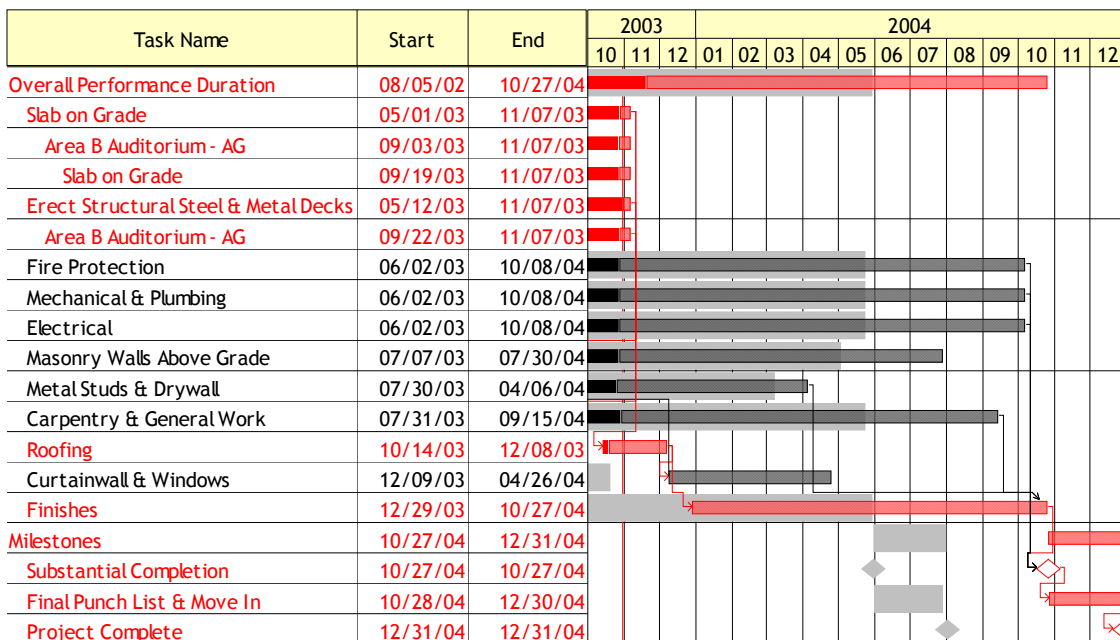 Task Name Start End 2003 2004
10 11 12 01 02 03 04 05 06 07 08 09 10 11 12
Overall Performance Duration 08/05/02 10/27/04
Slab on Grade 05/01/03 11/07/03
Area B Auditorium - AG 09/03/03 11/07/03
Slab on Grade 09/19/03 11/07/03
Erect Structural Steel & Metal Decks 05/12/03 11/07/03
Area B Auditorium - AG 09/22/03 11/07/03
Fire Protection 06/02/03 10/08/04
Mechanical & Plumbing 06/02/03 10/08/04
Electrical 06/02/03 10/08/04
Masonry Walls Above Grade 07/07/03 07/30/04
Metal Studs & Drywall 07/30/03 04/06/04
Carpentry & General Work 07/31/03 09/15/04
Roofing 10/14/03 12/08/03
Curtainwall & Windows 12/09/03 04/26/04
Finishes 12/29/03 10/27/04
Milestones 10/27/04 12/31/04
Substantial Completion 10/27/04 10/27/04
Final Punch List & Move In 10/28/04 12/30/04
Project Complete 12/31/04 12/31/04